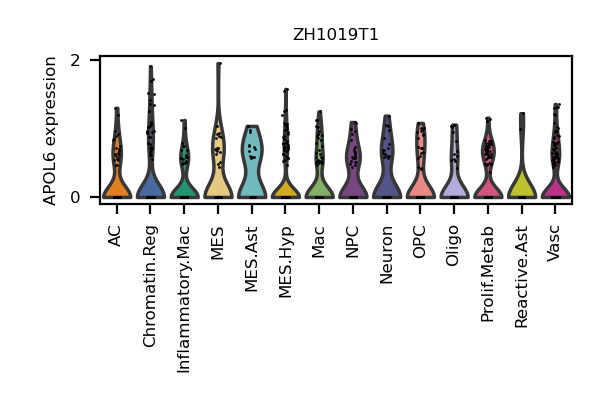 ZH1019T1
APOL6 expression
2
0
AC
Chromatin.Reg
Inflammatory.Mac
MES
MES.Ast
MES.Hyp
Mac
NPC
Neuron
OPC
Oligo
Prolif.Metab
Reactive.Ast
Vasc